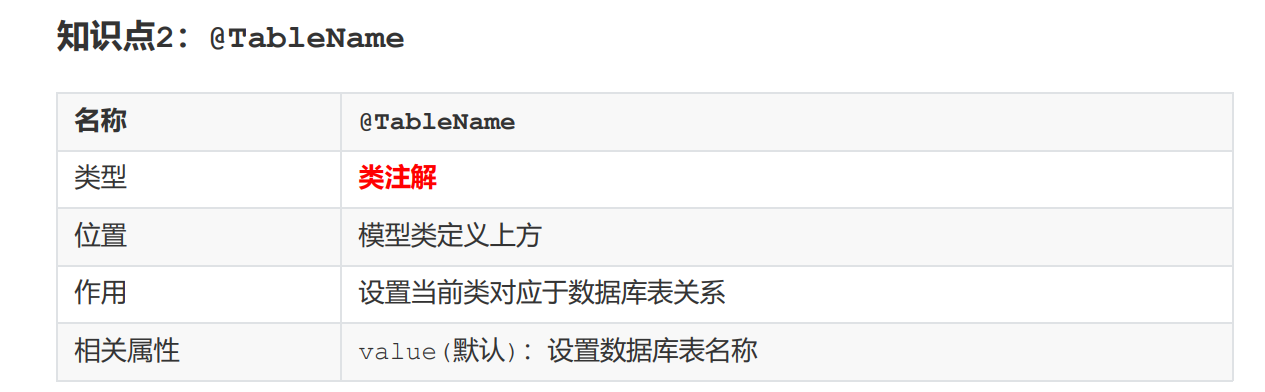 知识点2：@TableName
名称 @TableName
类型 类注解
位置 模型类定义上方
作用 设置当前类对应于数据库表关系
相关属性 value(默认)：设置数据库表名称